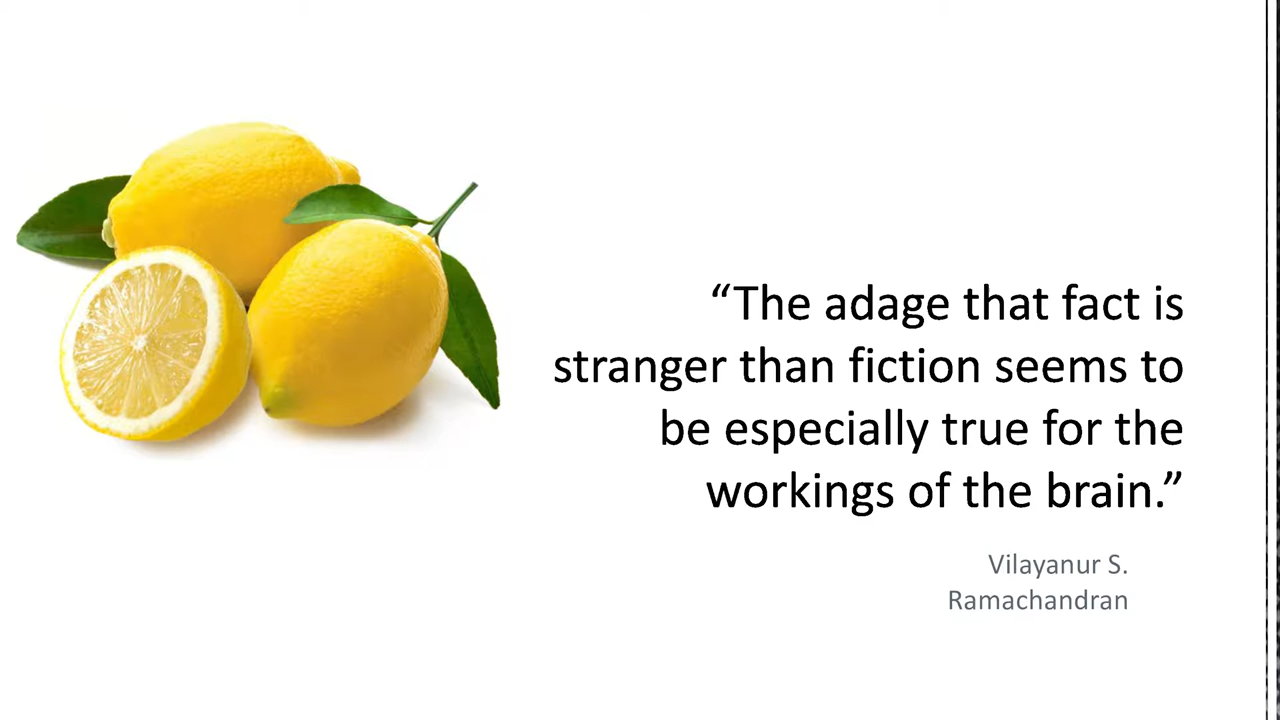 “The adage that fact is
stranger than fiction seems to
be especially true for the
workings of the brain.”
Vilayanur S.
Ramachandran